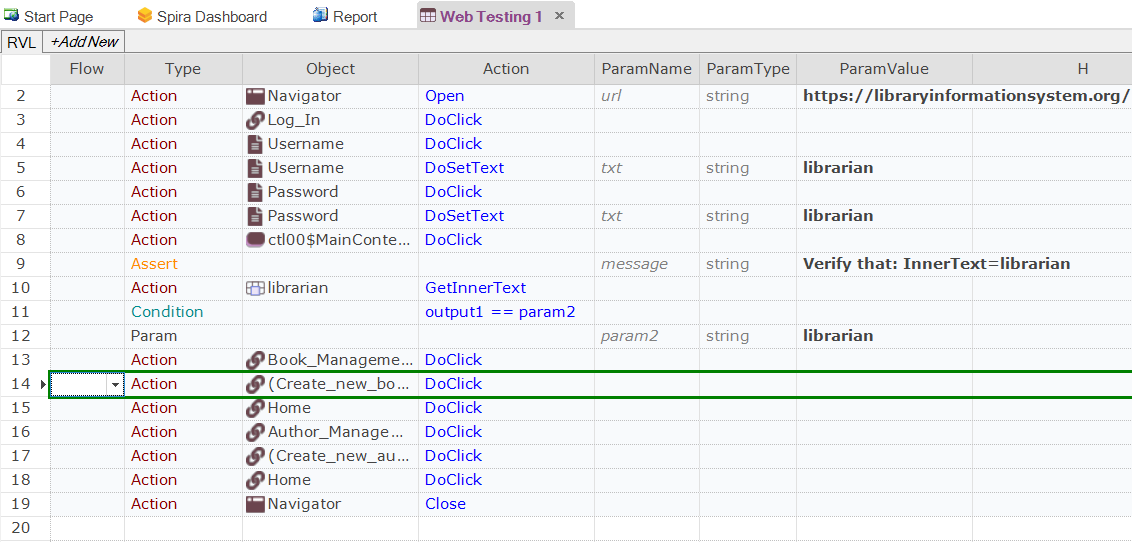 Start Page Spira Dashboard Report Web Testing 1
RVL +Add New
Flow Type Object Action ParamName ParamType ParamValue H
2 Action Navigator Open url string https://libraryinformationsystem.org/
3 Action Log_In DoClick
4 Action Username DoClick
5 Action Username DoSetText txt string librarian
6 Action Password DoClick
7 Action Password DoSetText txt string librarian
8 Action ctl00$MainConte... DoClick
9 Assert message string Verify that: InnerText=librarian
10 Action librarian GetInnerText
11 Condition output1 == param2
12 Param param2 string librarian
13 Action Book_Manageme... DoClick
14 Action (Create_new_bo... DoClick
15 Action Home DoClick
16 Action Author_Manage... DoClick
17 Action (Create_new_au... DoClick
18 Action Home DoClick
19 Action Navigator Close
20